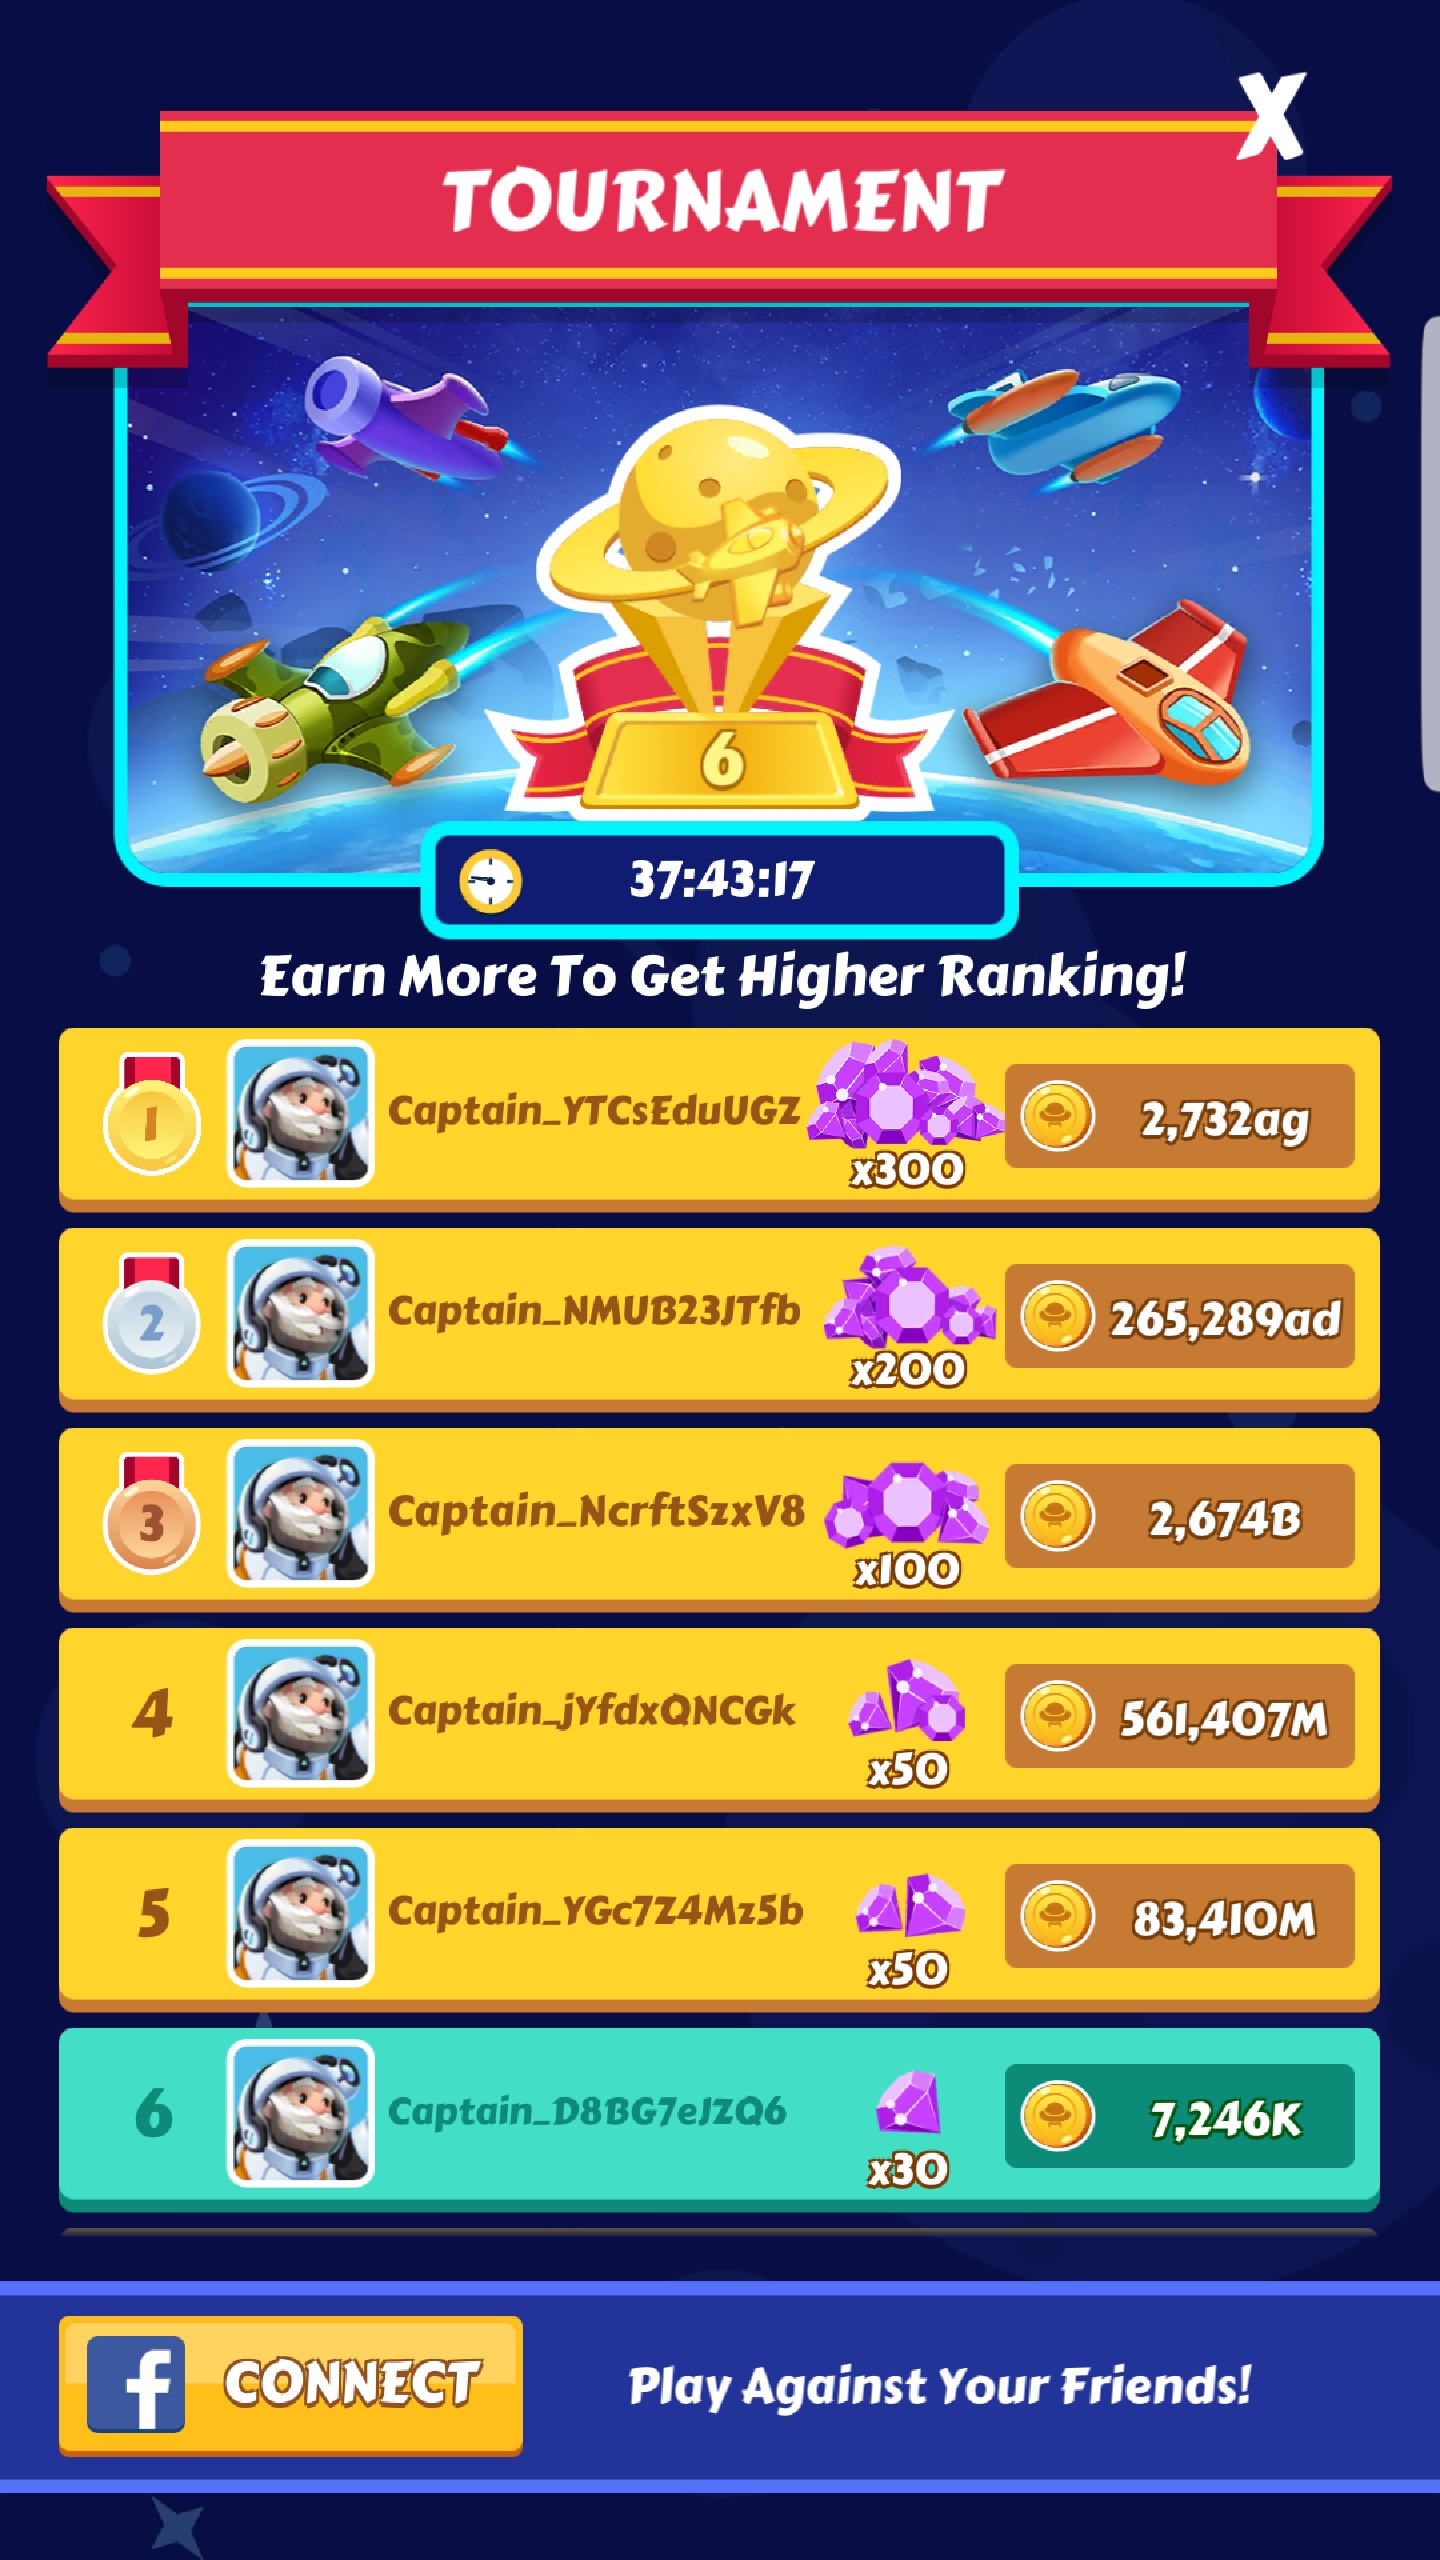 X
TOURNAMENT
6
37:43:17
Earn More To Get Higher Ranking!
1 Captain_YTCsEduUGZ x300 2,732ag
2 Captain_NMUB23JTfb x200 265,289ad
3 Captain_NcrftSzxV8 x100 2,674B
4 Captain_jYfdxQNCGk x50 561,407M
5 Captain_YGc7Z4Mz5b x50 83,410M
6 Captain_D8BG7eJZQ6 x30 7,246K
f CONNECT Play Against Your Friends!